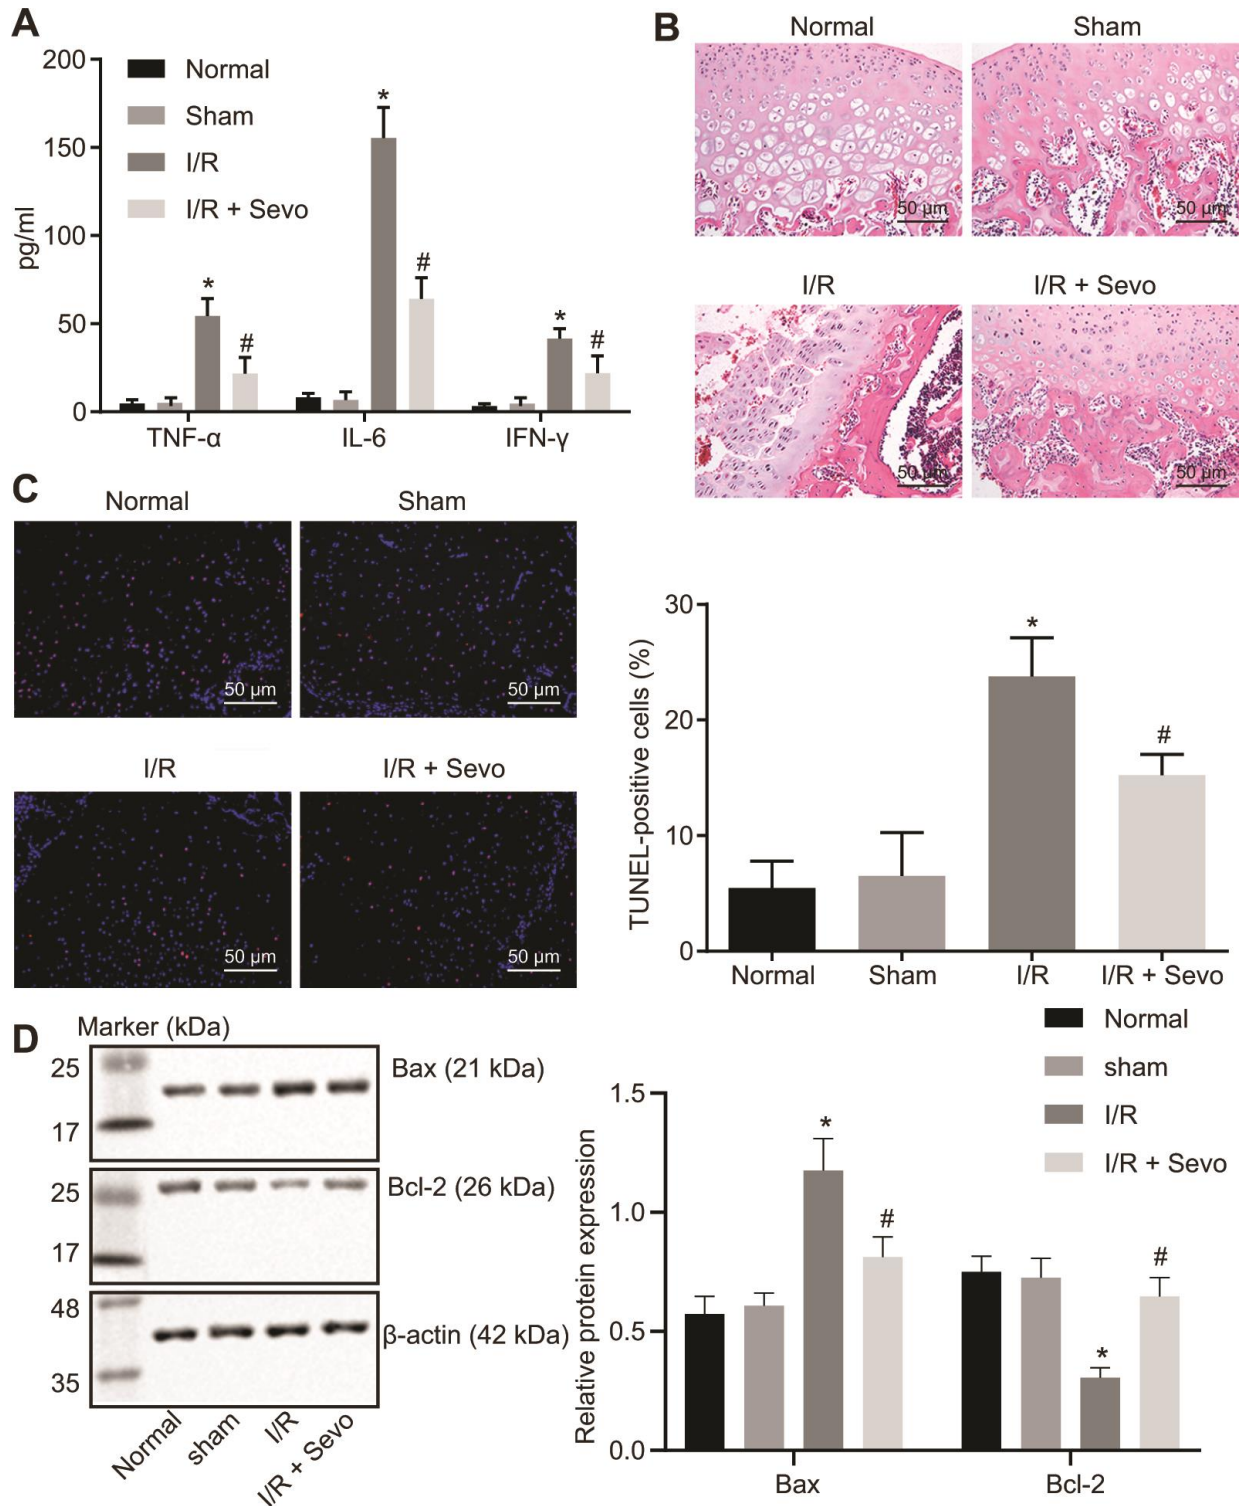 A
200
150
100
50
0
pg/ml
Normal
Sham
I/R
I/R + Sevo
*
#
*
#
*
#
TNF-α IL-6 IFN-γ
B
Normal Sham
50 µm 50 µm
I/R I/R + Sevo
50 µm 50 µm
C
Normal Sham
50 µm 50 µm
I/R I/R + Sevo
50 µm 50 µm
TUNEL-positive cells (%)
30
20
10
0
*
#
Normal Sham I/R I/R + Sevo
D
Marker (kDa)
25
17
Bax (21 kDa)
25
17
Bcl-2 (26 kDa)
48
35
β-actin (42 kDa)
Normal sham I/R I/R + Sevo
Normal
sham
I/R
I/R + Sevo
Relative protein expression
1.5
1.0
0.5
0.0
*
#
*
#
Bax Bcl-2